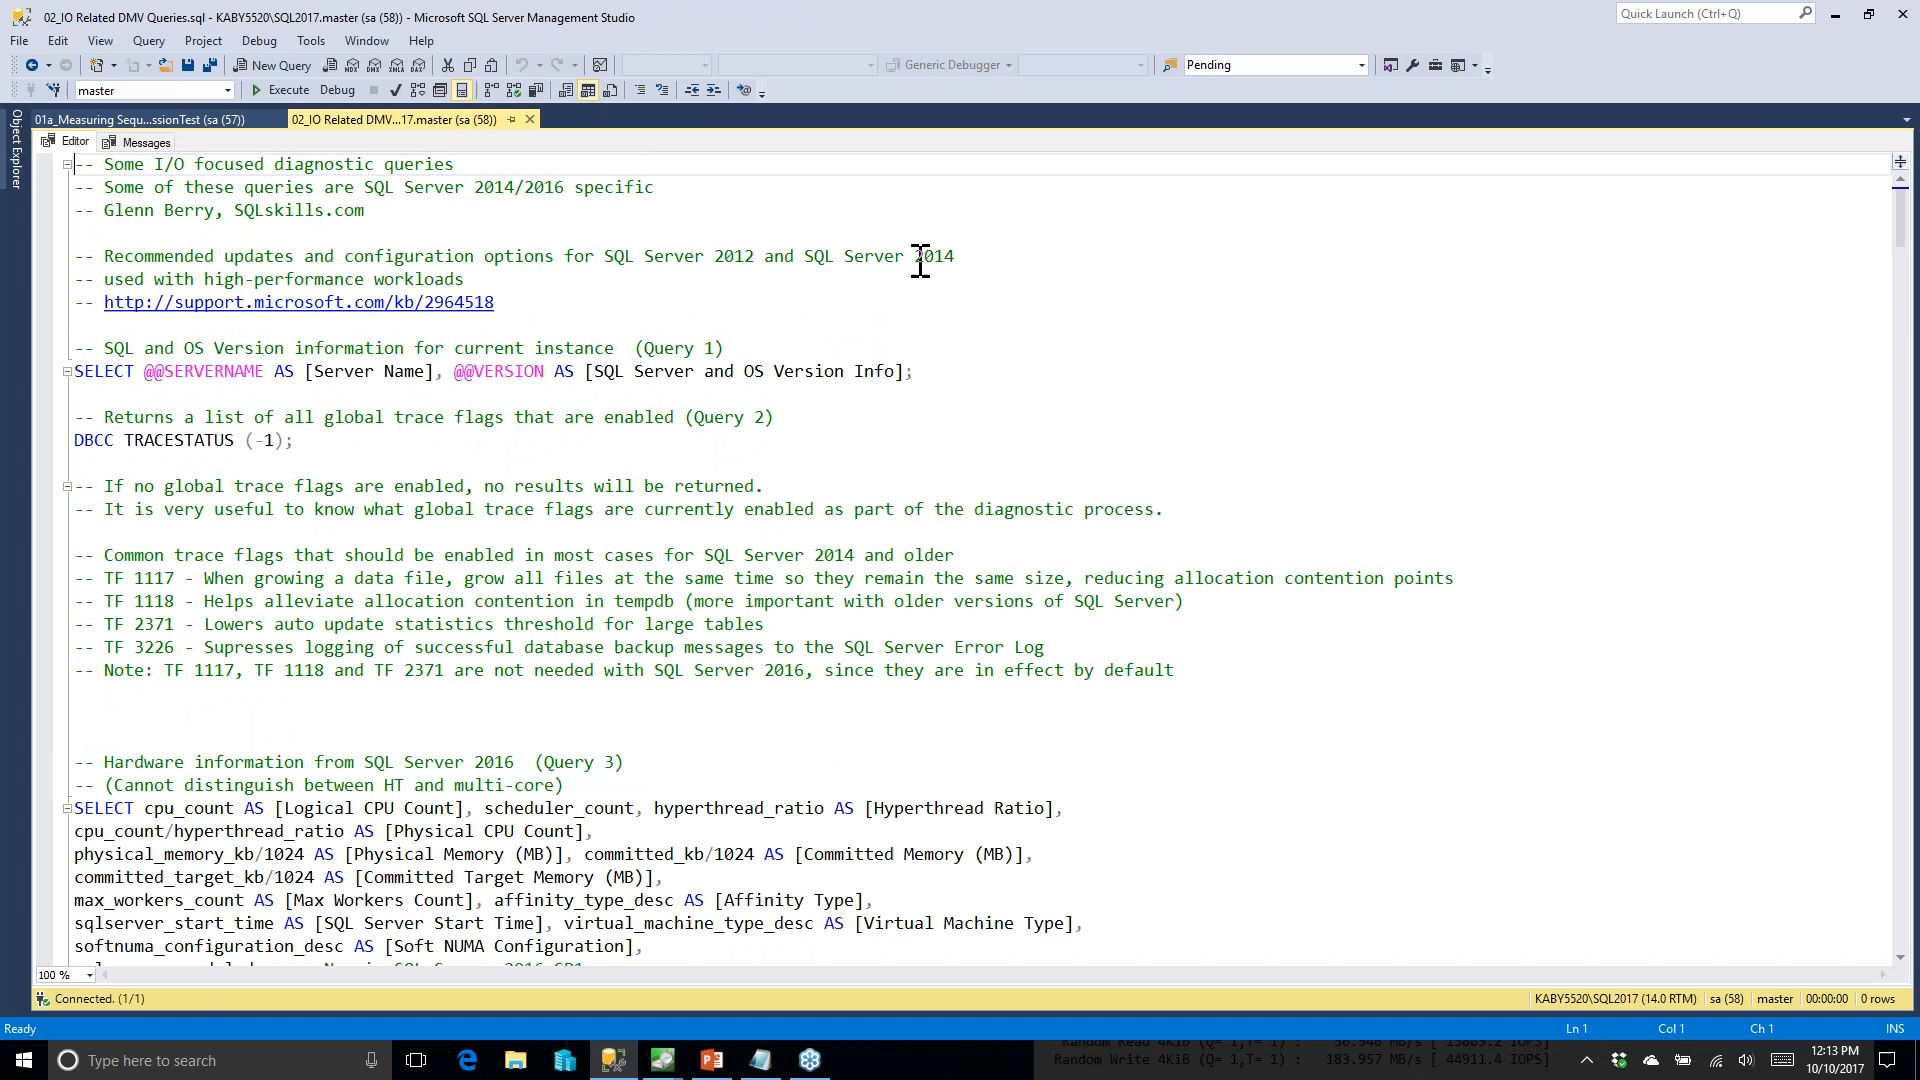 02_IO Related DMV Queries.sql - KABY5520\SQL2017.master (sa (58)) - Microsoft SQL Server Management Studio
Quick Launch (Ctrl+Q)
File Edit View Query Project Debug Tools Window Help
New Query
MDX DMX XMLA DAX
Generic Debugger
Pending
master
Execute Debug
01a_Measuring Sequ...ssionTest (sa (57))
02_IO Related DMV...17.master (sa (58))
Object Explorer
Editor Messages
-- Some I/O focused diagnostic queries
-- Some of these queries are SQL Server 2014/2016 specific
-- Glenn Berry, SQLskills.com
-- Recommended updates and configuration options for SQL Server 2012 and SQL Server 2014
-- used with high-performance workloads
-- http://support.microsoft.com/kb/2964518
-- SQL and OS Version information for current instance  (Query 1)
SELECT @@SERVERNAME AS [Server Name], @@VERSION AS [SQL Server and OS Version Info];
-- Returns a list of all global trace flags that are enabled (Query 2)
DBCC TRACESTATUS (-1);
-- If no global trace flags are enabled, no results will be returned.
-- It is very useful to know what global trace flags are currently enabled as part of the diagnostic process.
-- Common trace flags that should be enabled in most cases for SQL Server 2014 and older
-- TF 1117 - When growing a data file, grow all files at the same time so they remain the same size, reducing allocation contention points
-- TF 1118 - Helps alleviate allocation contention in tempdb (more important with older versions of SQL Server)
-- TF 2371 - Lowers auto update statistics threshold for large tables
-- TF 3226 - Supresses logging of successful database backup messages to the SQL Server Error Log
-- Note: TF 1117, TF 1118 and TF 2371 are not needed with SQL Server 2016, since they are in effect by default
-- Hardware information from SQL Server 2016  (Query 3)
-- (Cannot distinguish between HT and multi-core)
SELECT cpu_count AS [Logical CPU Count], scheduler_count, hyperthread_ratio AS [Hyperthread Ratio],
cpu_count/hyperthread_ratio AS [Physical CPU Count],
physical_memory_kb/1024 AS [Physical Memory (MB)], committed_kb/1024 AS [Committed Memory (MB)],
committed_target_kb/1024 AS [Committed Target Memory (MB)],
max_workers_count AS [Max Workers Count], affinity_type_desc AS [Affinity Type],
sqlserver_start_time AS [SQL Server Start Time], virtual_machine_type_desc AS [Virtual Machine Type],
softnuma_configuration_desc AS [Soft NUMA Configuration],
100 %
Connected. (1/1)
KABY5520\SQL2017 (14.0 RTM) sa (58) master 00:00:00 0 rows
Ready
Ln 1 Col 1 Ch 1 INS
Type here to search
Random Write 4KiB (Q= 1,T= 1) : 183.957 MB/s [ 44911.4 IOPS]
12:13 PM
10/10/2017